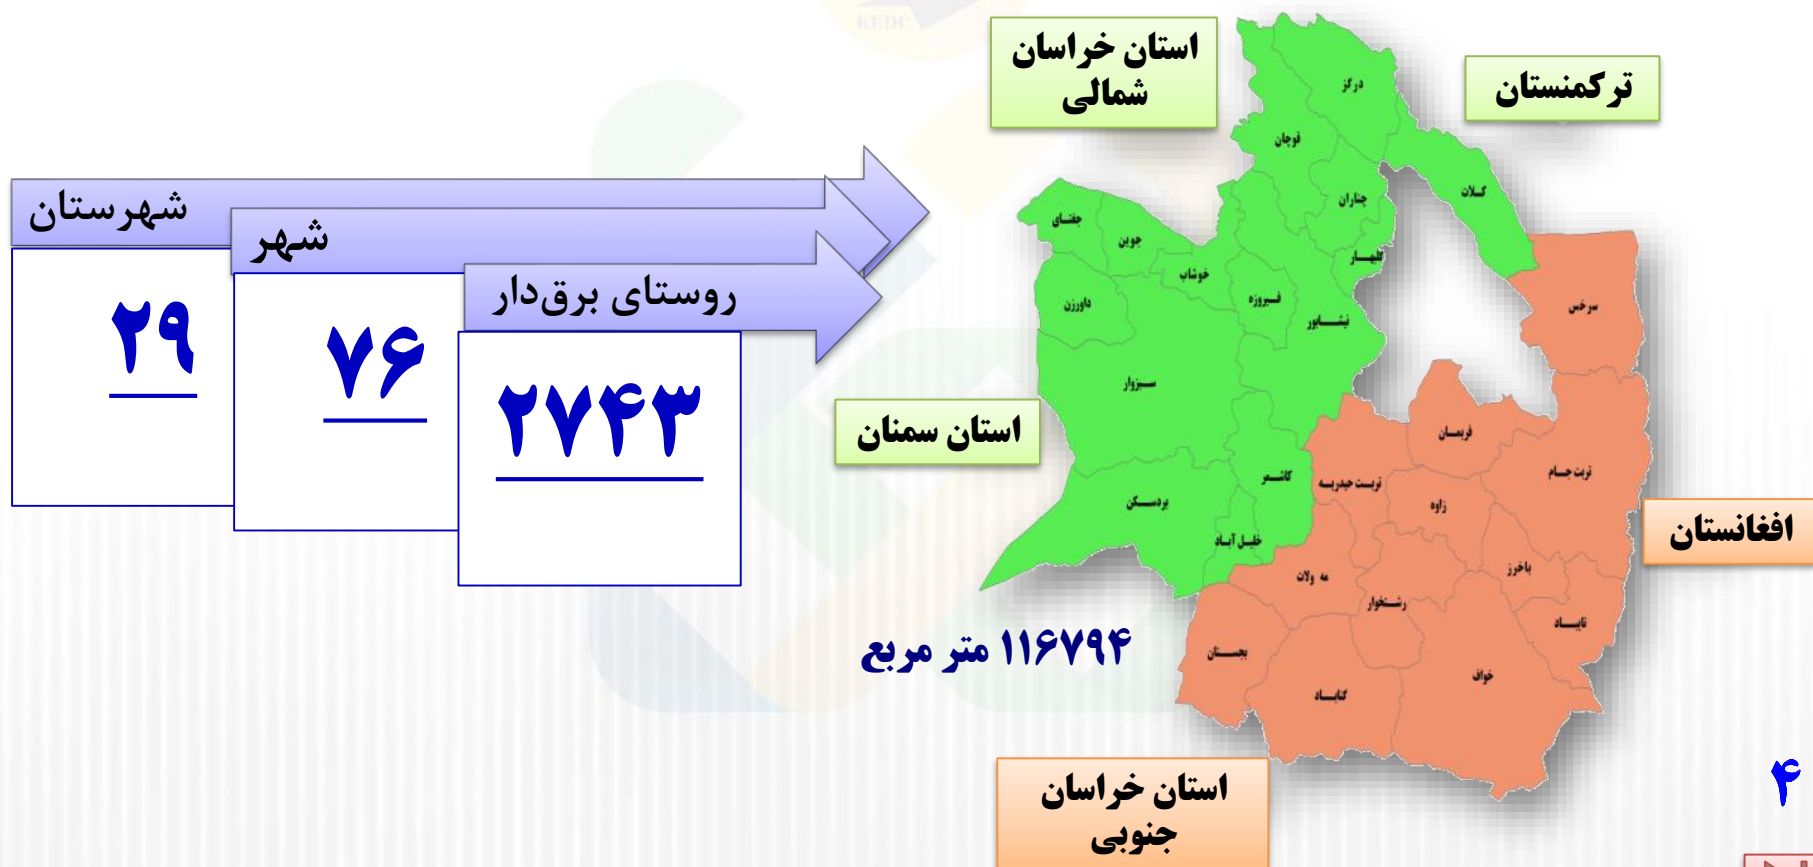 KEDC
استان خراسان
شمالی
ترکمنستان
شهرستان
۲۹
شهر
۷۶
روستای برق‌دار
۲۷۴۳
درگز
قوچان
چناران
کلات
جغتای
جوین
خوشاب
گلبهار
داورزن
فیروزه
نیشابور
سرخس
سبزوار
استان سمنان
فریمان
کاشمر
تربت حیدریه
تربت جام
بردسکن
زاوه
افغانستان
خلیل آباد
مه ولات
باخرز
رشتخوار
تایباد
۱۱۶۷۹۴ متر مربع
بجستان
خواف
گناباد
استان خراسان
جنوبی
۴